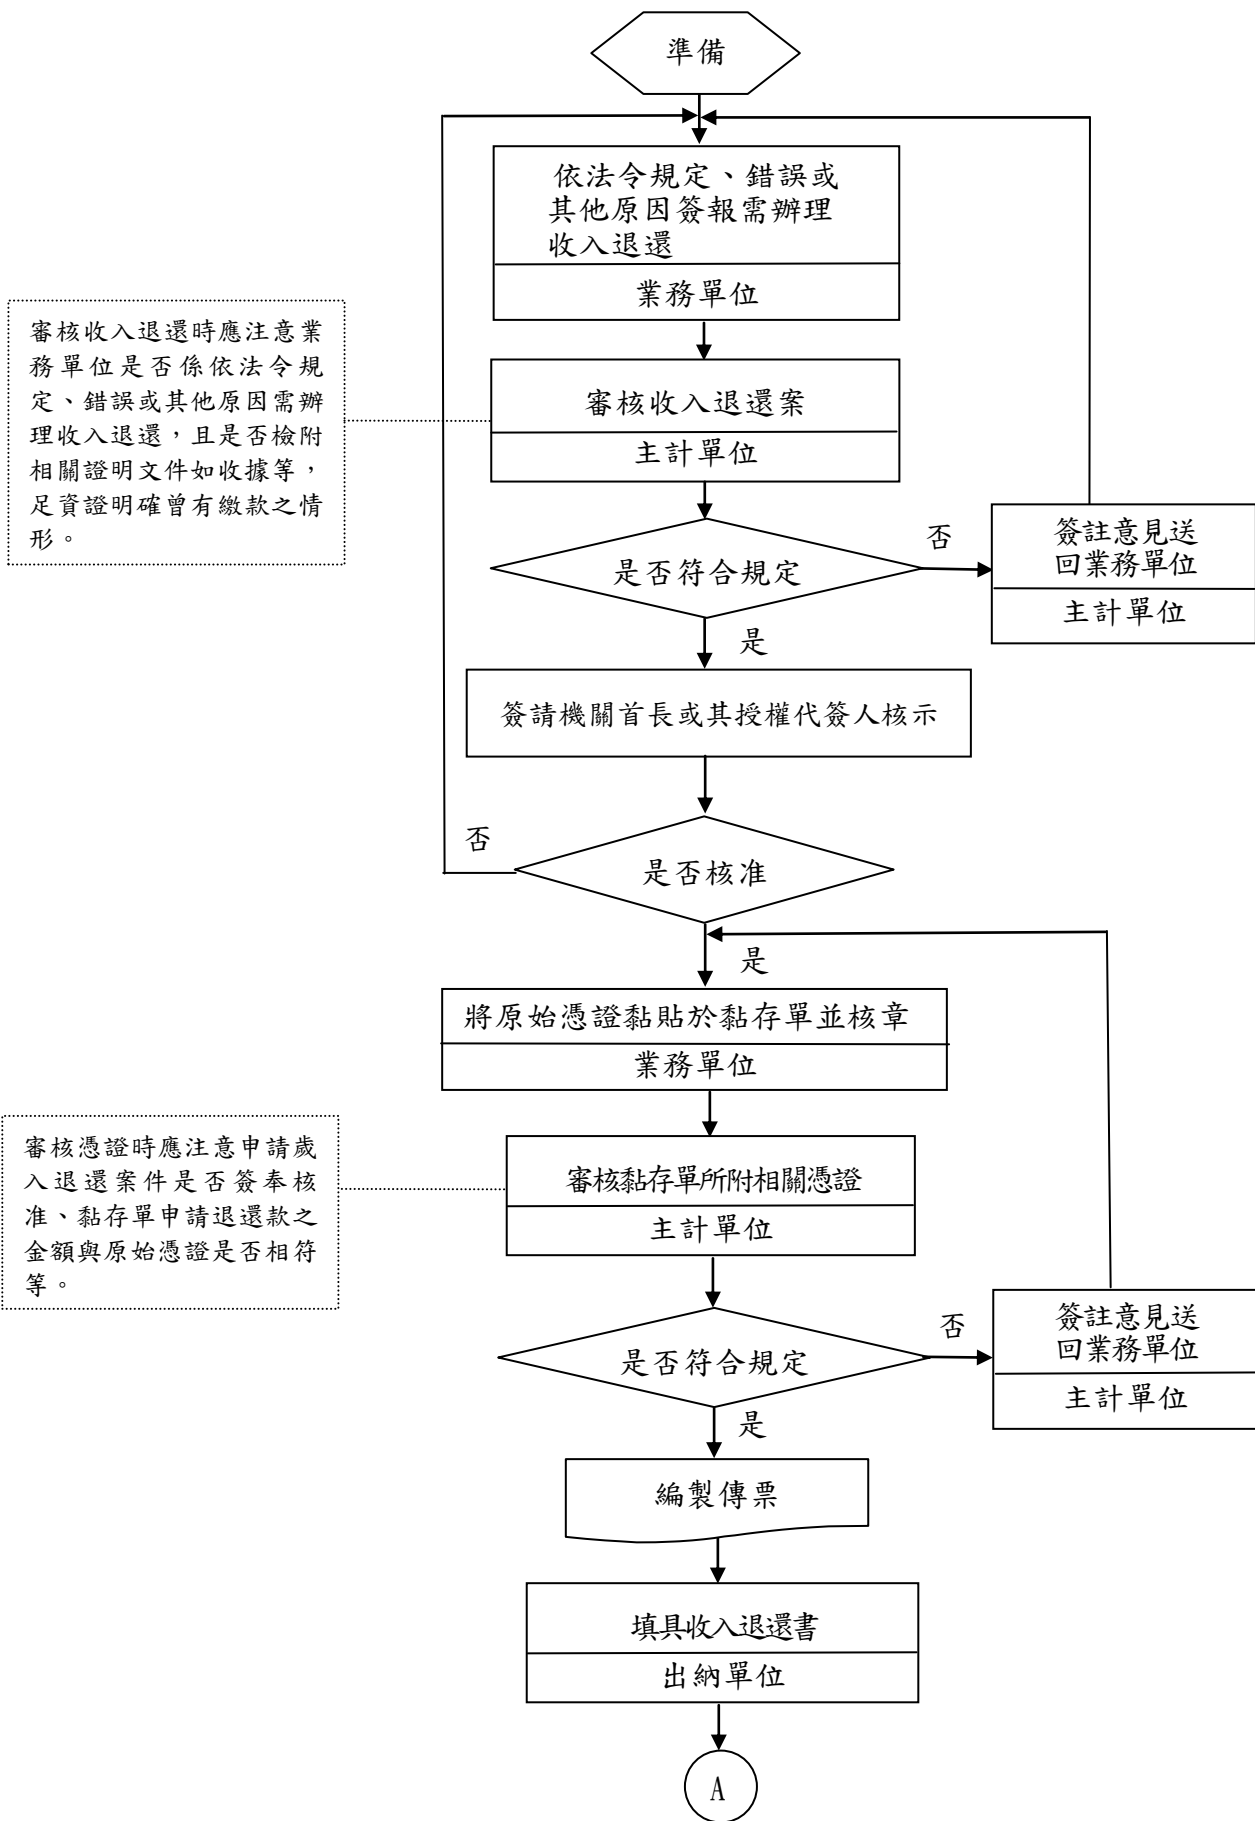 準備
依法令規定、錯誤或
其他原因簽報需辦理
收入退還
業務單位
審核收入退還時應注意業
務單位是否係依法令規
定、錯誤或其他原因需辦
理收入退還，且是否檢附
相關證明文件如收據等，
足資證明確曾有繳款之情
形。
審核收入退還案
主計單位
是否符合規定
否
簽註意見送
回業務單位
主計單位
是
簽請機關首長或其授權代簽人核示
否
是否核准
是
將原始憑證黏貼於黏存單並核章
業務單位
審核憑證時應注意申請歲
入退還案件是否簽奉核
准、黏存單申請退還款之
金額與原始憑證是否相符
等。
審核黏存單所附相關憑證
主計單位
是否符合規定
否
簽註意見送
回業務單位
主計單位
是
編製傳票
填具收入退還書
出納單位
A